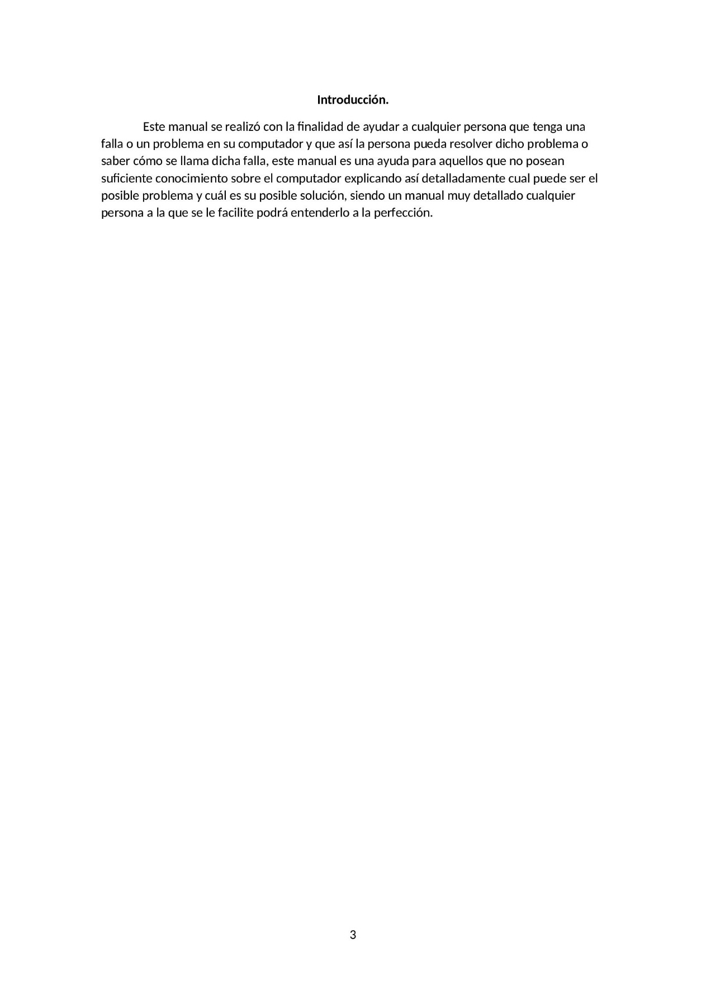 Introducción.
Este manual se realizó con la finalidad de ayudar a cualquier persona que tenga una
falla o un problema en su computador y que así la persona pueda resolver dicho problema o
saber cómo se llama dicha falla, este manual es una ayuda para aquellos que no posean
suficiente conocimiento sobre el computador explicando así detalladamente cual puede ser el
posible problema y cuál es su posible solución, siendo un manual muy detallado cualquier
persona a la que se le facilite podrá entenderlo a la perfección.
3